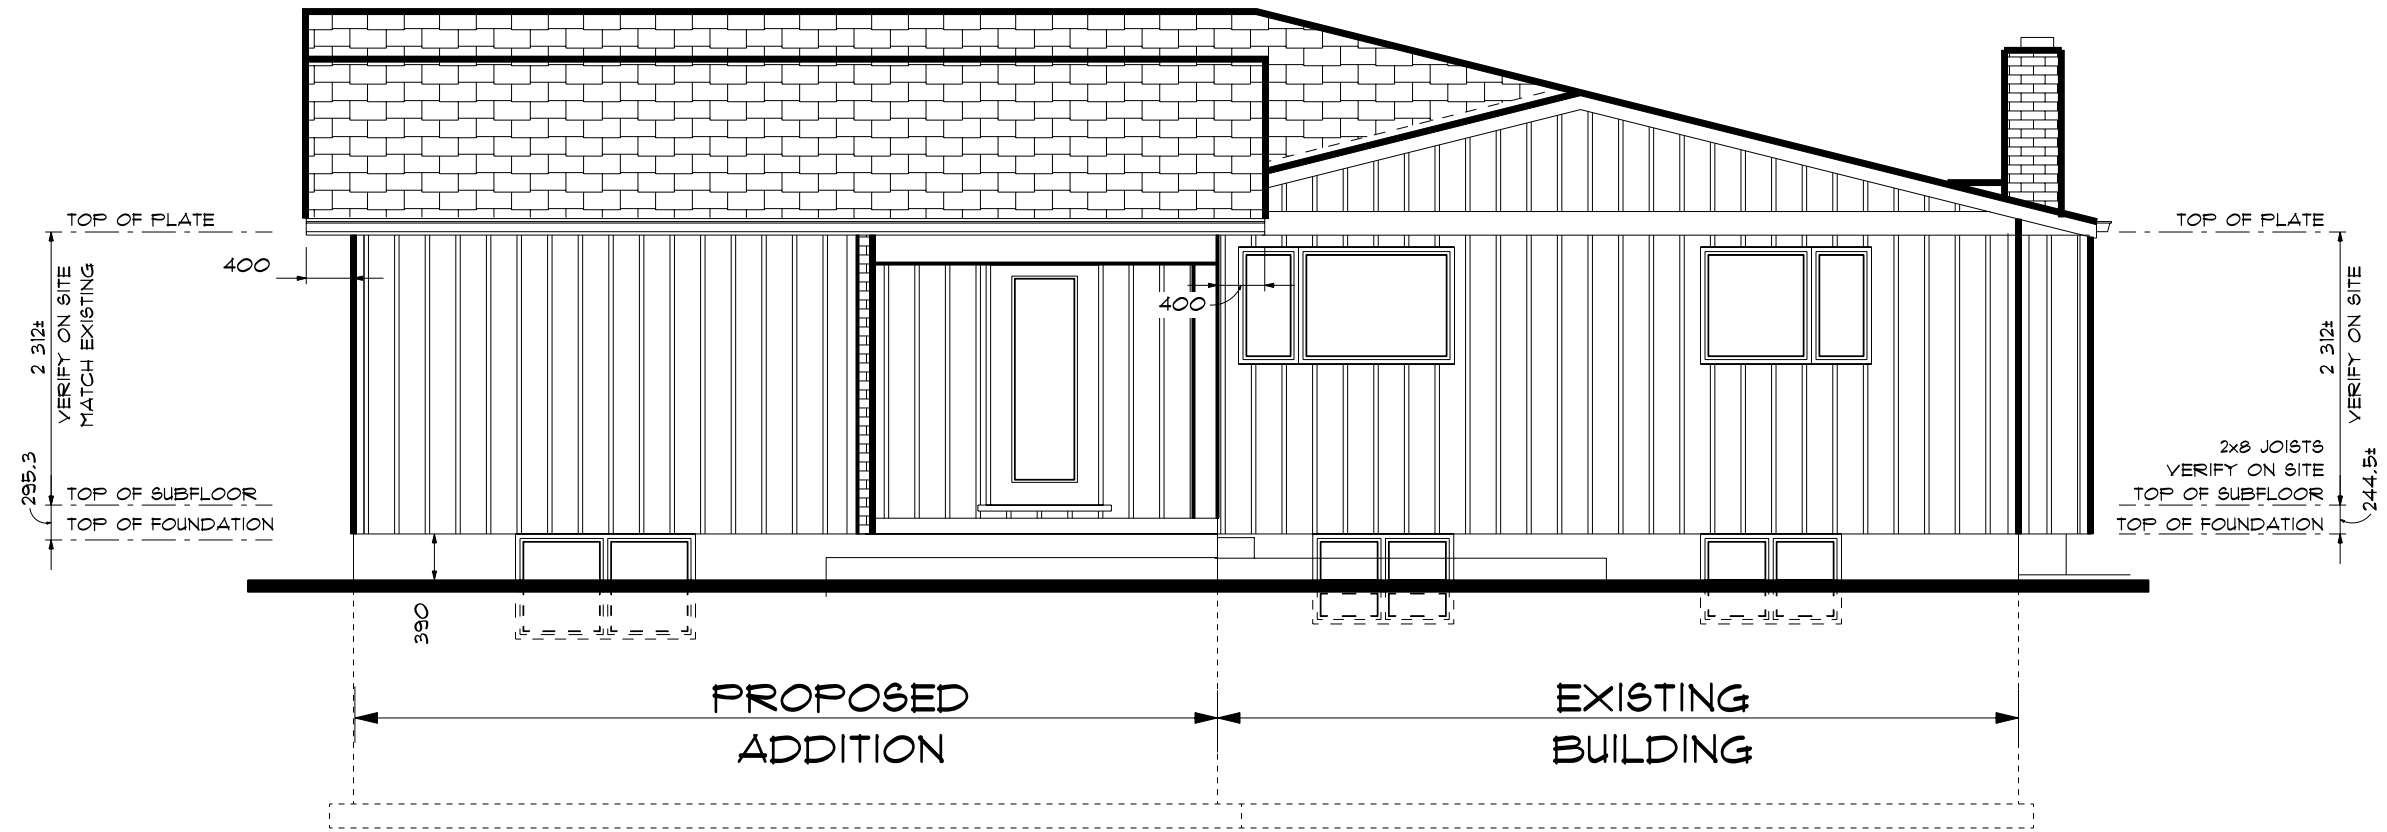 TOP OF PLATE
400
2 312±
VERIFY ON SITE
MATCH EXISTING
295.3
TOP OF SUBFLOOR
TOP OF FOUNDATION
390
400
TOP OF PLATE
2 312±
VERIFY ON SITE
2x8 JOISTS
VERIFY ON SITE
TOP OF SUBFLOOR
244.5±
TOP OF FOUNDATION
PROPOSED
ADDITION
EXISTING
BUILDING